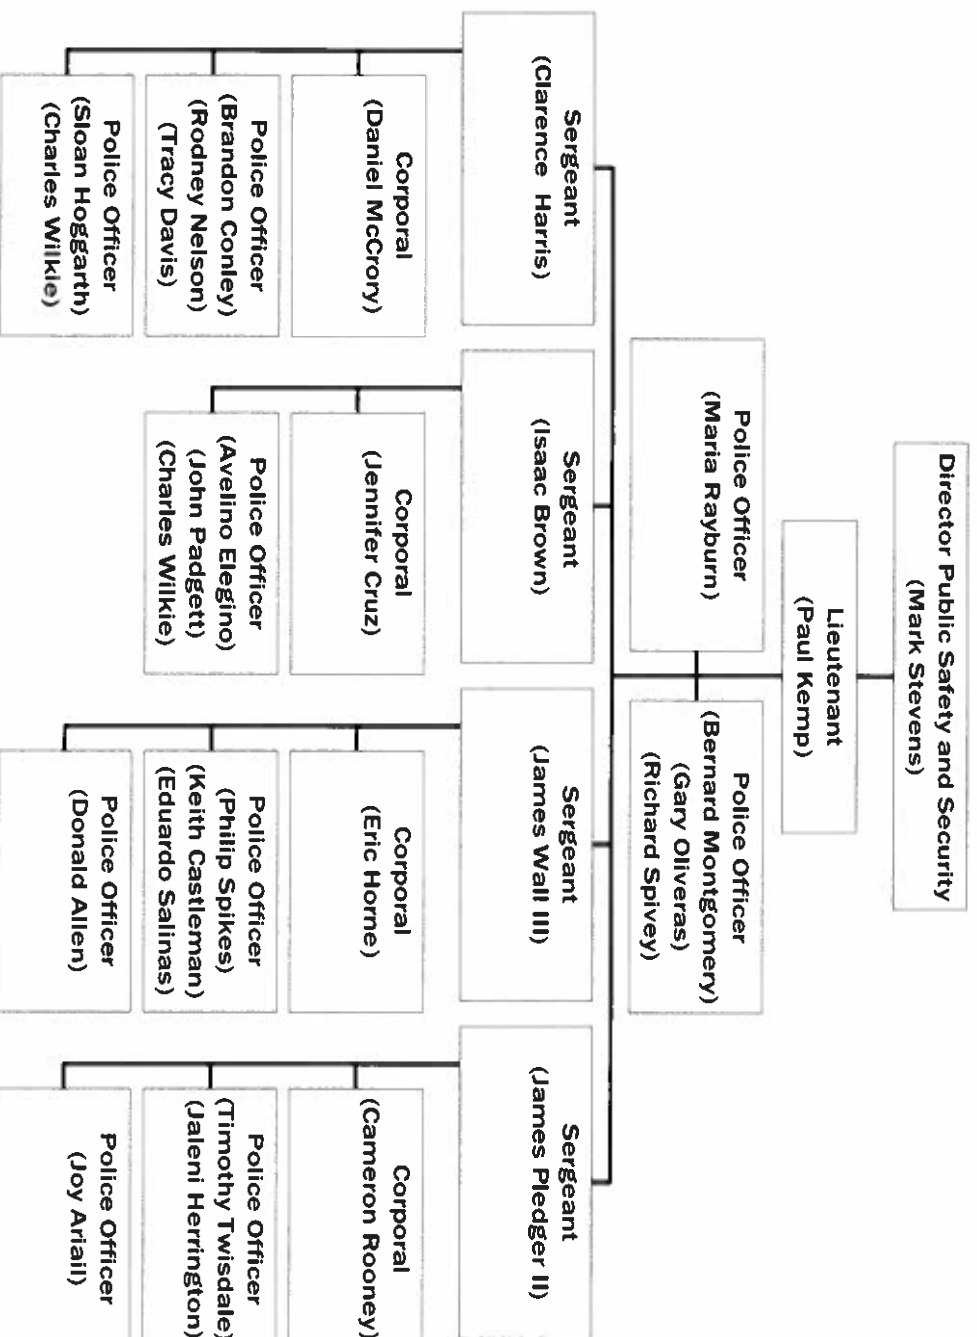 Director Public Safety and Security
(Mark Stevens)
Lieutenant
(Paul Kemp)
Police Officer
(Maria Rayburn)
Police Officer
(Bernard Montgomery)
(Gary Oliveras)
(Richard Spivey)
Sergeant
(Clarence Harris)
Corporal
(Daniel McCrory)
Police Officer
(Brandon Conley)
(Rodney Nelson)
(Tracy Davis)
Police Officer
(Sloan Hoggarth)
(Charles Wilkie)
Sergeant
(Isaac Brown)
Corporal
(Jennifer Cruz)
Police Officer
(Avelino Elegino)
(John Padgett)
(Charles Wilkie)
Sergeant
(James Wall III)
Corporal
(Eric Horne)
Police Officer
(Philip Spikes)
(Keith Castleman)
(Eduardo Salinas)
Police Officer
(Donald Allen)
Sergeant
(James Pledger II)
Corporal
(Cameron Rooney)
Police Officer
(Timothy Twisdale)
(Jaleni Herrington)
Police Officer
(Joy Ariail)